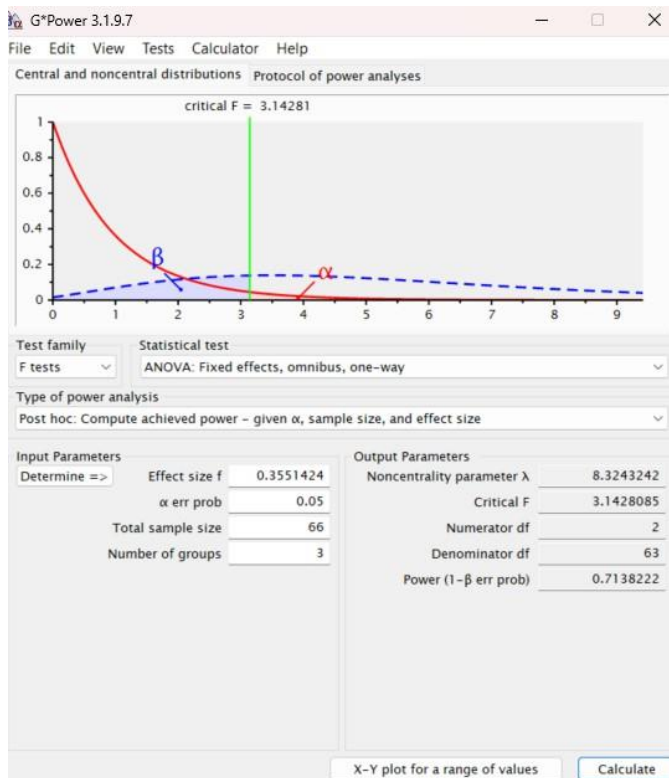 G*Power 3.1.9.7
File Edit View Tests Calculator Help
Central and noncentral distributions Protocol of power analyses
critical F = 3.14281
1
0.8
0.6
0.4
0.2
0
β
α
0 1 2 3 4 5 6 7 8 9
Test family Statistical test
F tests ANOVA: Fixed effects, omnibus, one-way
Type of power analysis
Post hoc: Compute achieved power - given α, sample size, and effect size
Input Parameters Output Parameters
Determine => Effect size f 0.3551424 Noncentrality parameter λ 8.3243242
α err prob 0.05 Critical F 3.1428085
Total sample size 66 Numerator df 2
Number of groups 3 Denominator df 63
Power (1-β err prob) 0.7138222
X-Y plot for a range of values Calculate